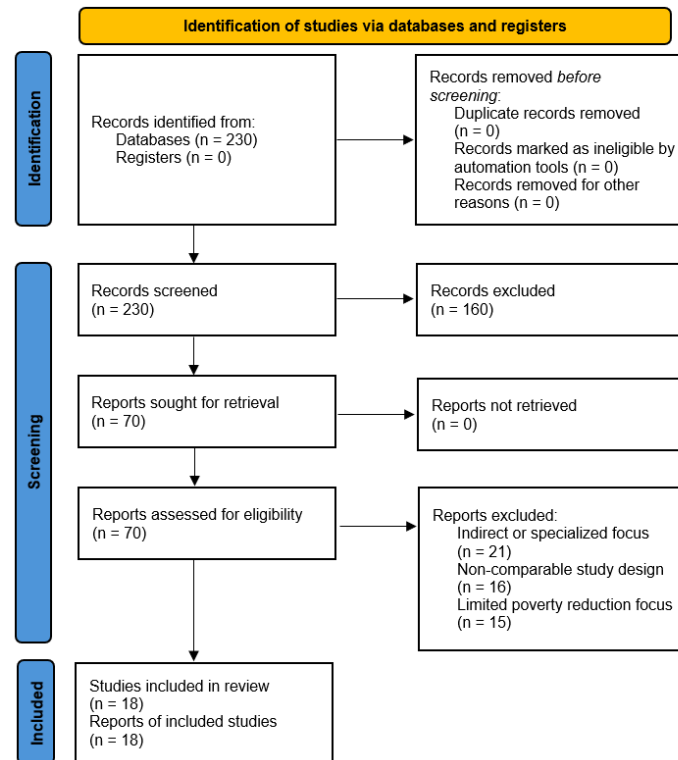 Identification of studies via databases and registers
Identification
Records identified from:
Databases (n = 230)
Registers (n = 0)
Records removed before
screening:
Duplicate records removed
(n = 0)
Records marked as ineligible by
automation tools (n = 0)
Records removed for other
reasons (n = 0)
Screening
Records screened
(n = 230)
Records excluded
(n = 160)
Reports sought for retrieval
(n = 70)
Reports not retrieved
(n = 0)
Reports assessed for eligibility
(n = 70)
Reports excluded:
Indirect or specialized focus
(n = 21)
Non-comparable study design
(n = 16)
Limited poverty reduction focus
(n = 15)
Included
Studies included in review
(n = 18)
Reports of included studies
(n = 18)